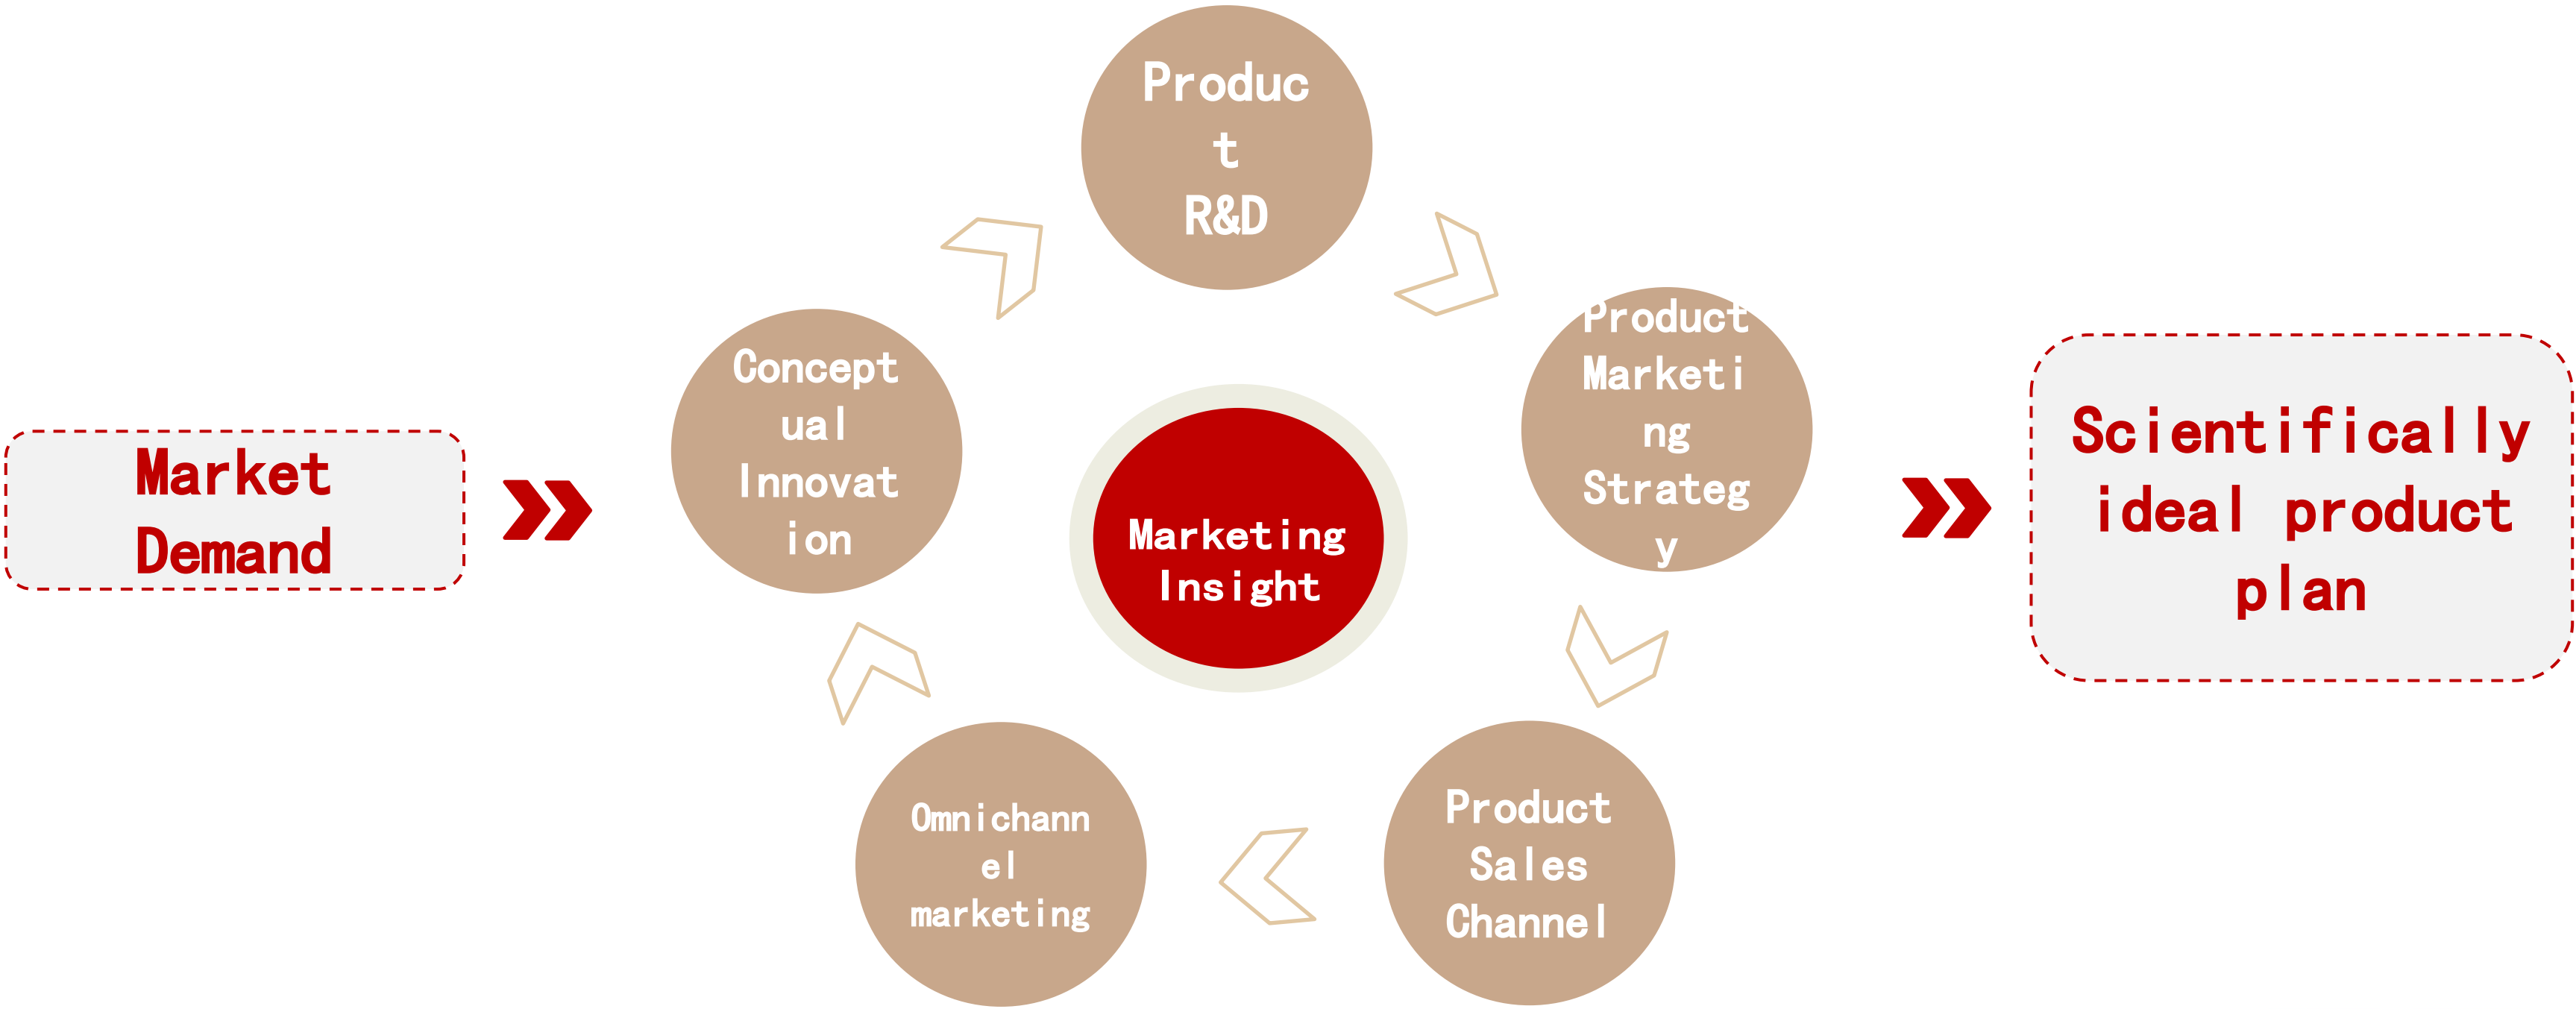 Market
Demand
Concept
ual
Innovat
ion
Produc
t
R&D
Product
Marketi
ng
Strateg
y
Product
Sales
Channel
Omnichann
el
marketing
Marketing
Insight
Scientifically
ideal product
plan